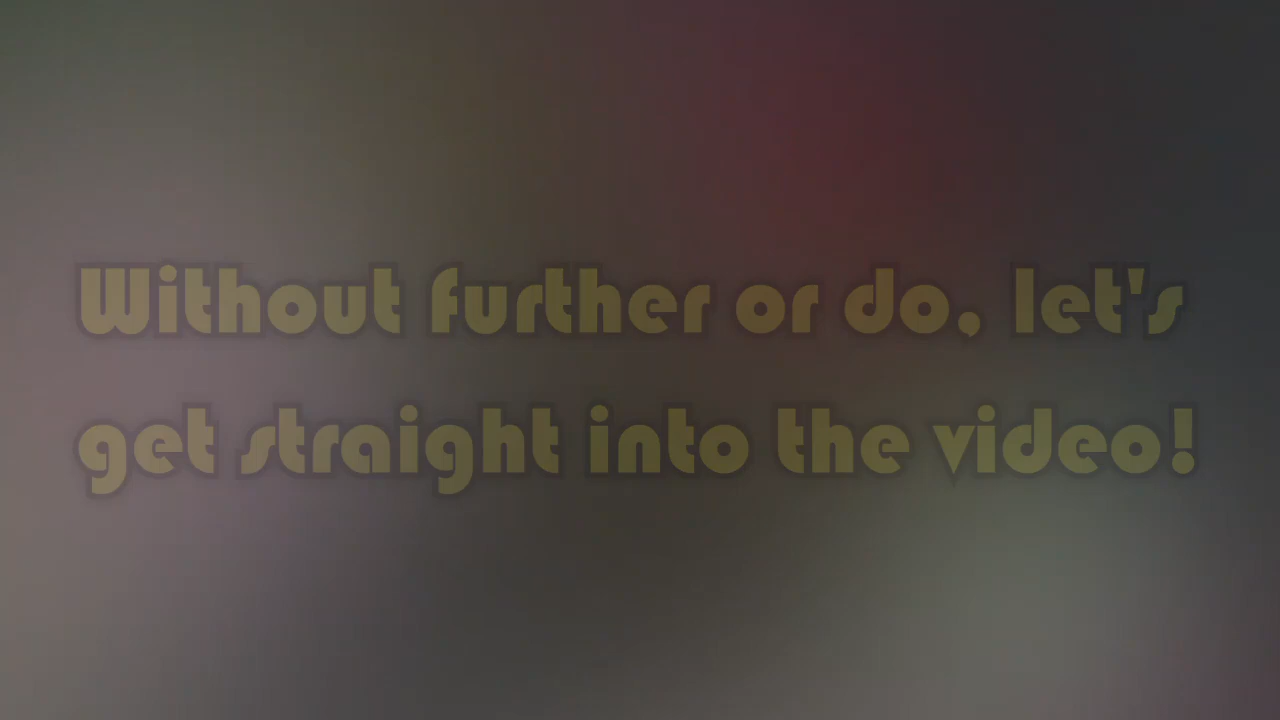 Without further or do, let's
get straight into the video!